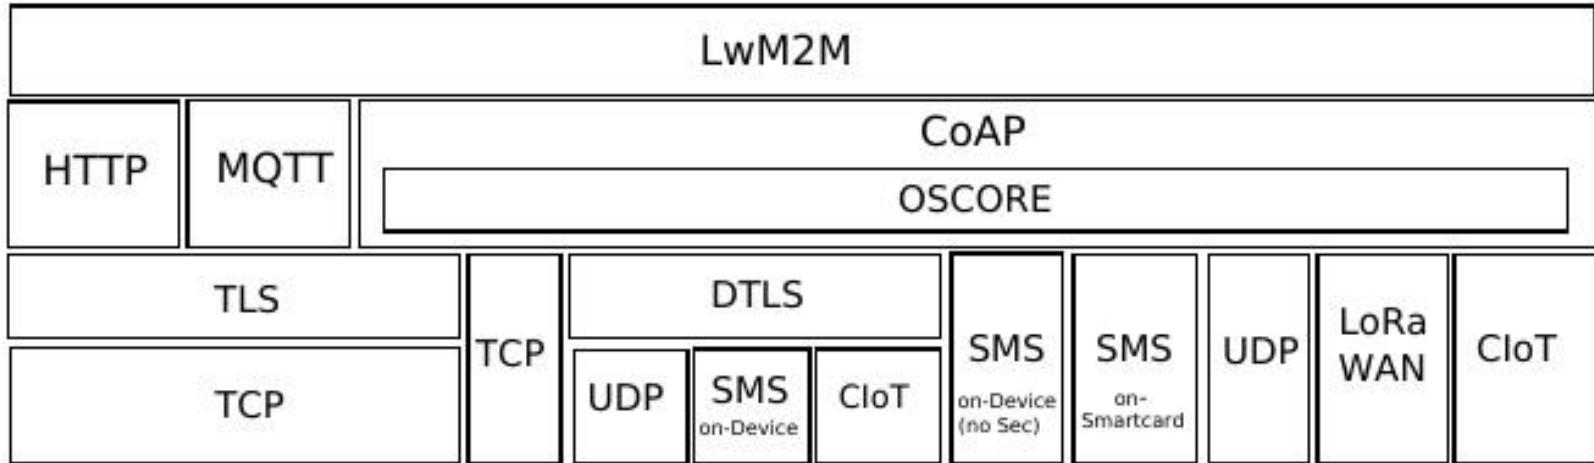 LwM2M
HTTP
MQTT
CoAP
OSCORE
TLS
TCP
TCP
DTLS
UDP
SMS
on-Device
CIoT
SMS
on-Device
(no Sec)
SMS
on-
Smartcard
UDP
LoRa
WAN
CIoT